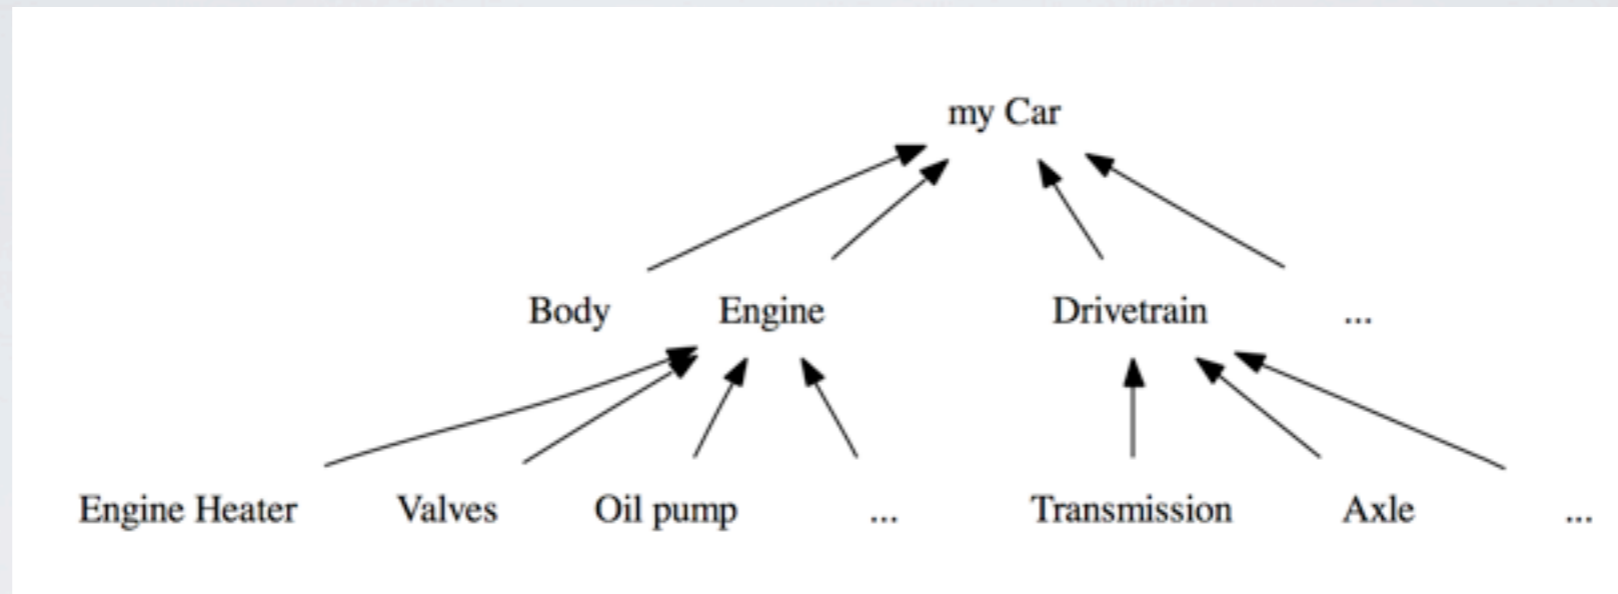 my Car
Body Engine Drivetrain ...
Engine Heater Valves Oil pump ... Transmission Axle ...